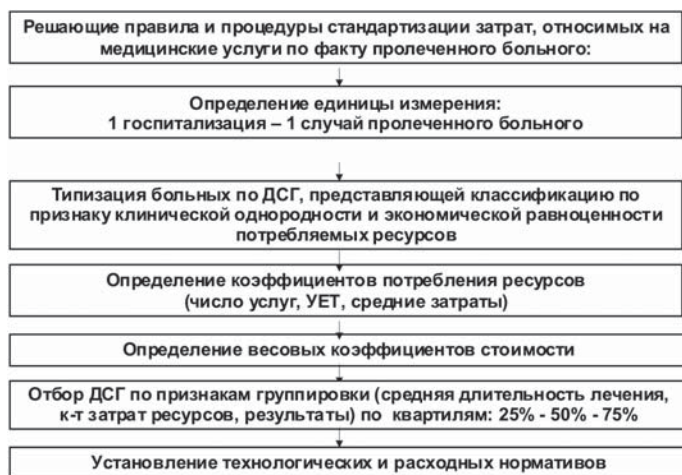 Решающие правила и процедуры стандартизации затрат, относимых на
медицинские услуги по факту пролеченного больного:
Определение единицы измерения:
1 госпитализация – 1 случай пролеченного больного
Типизация больных по ДСГ, представляющей классификацию по
признаку клинической однородности и экономической равноценности
потребляемых ресурсов
Определение коэффициентов потребления ресурсов
(число услуг, УЕТ, средние затраты)
Определение весовых коэффициентов стоимости
Отбор ДСГ по признакам группировки (средняя длительность лечения,
к-т затрат ресурсов, результаты) по квартилям: 25% - 50% - 75%
Установление технологических и расходных нормативов